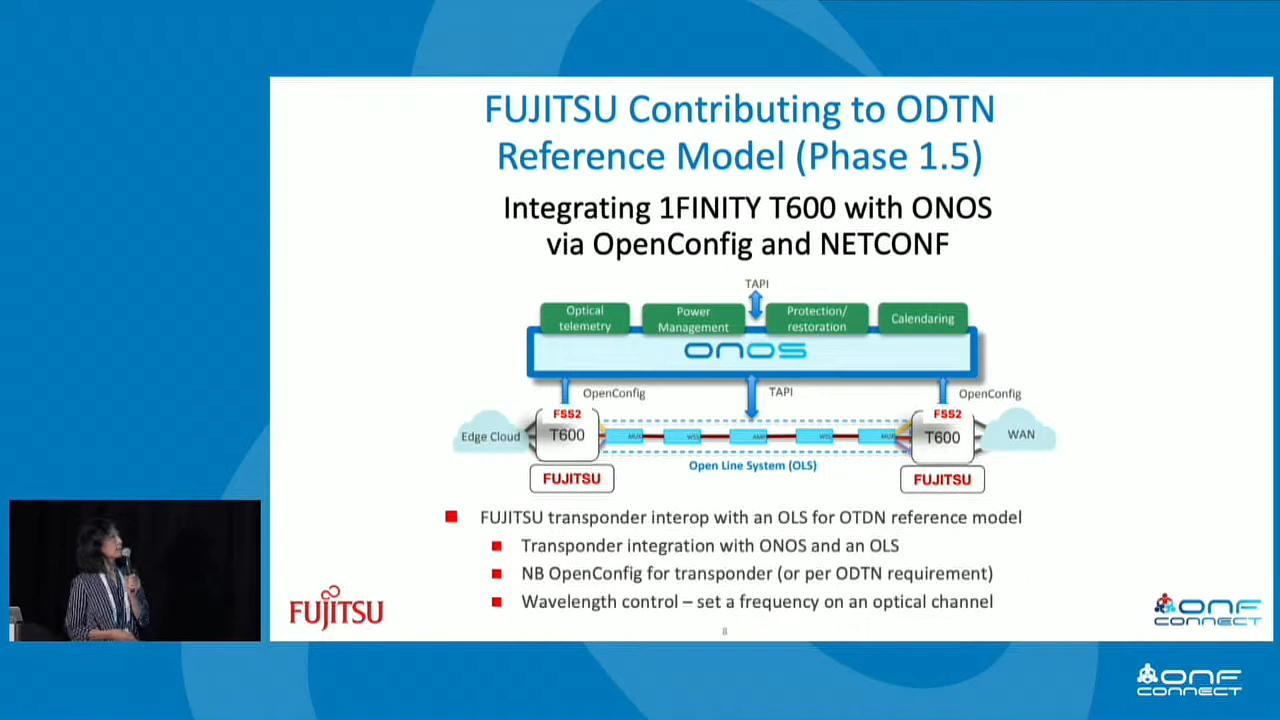 FUJITSU Contributing to ODTN
Reference Model (Phase 1.5)
Integrating 1FINITY T600 with ONOS
via OpenConfig and NETCONF
TAPI
Optical
telemetry
Power
Management
Protection/
restoration
Calendaring
onos
OpenConfig
TAPI
OpenConfig
FSS2
FSS2
Edge Cloud
T600
MUX
WSS
AMP
WSS
MUX
T600
WAN
Open Line System (OLS)
FUJITSU
FUJITSU
FUJITSU transponder interop with an OLS for OTDN reference model
Transponder integration with ONOS and an OLS
NB OpenConfig for transponder (or per ODTN requirement)
Wavelength control – set a frequency on an optical channel
FUJITSU
ONF
CONNECT
8
ONF
CONNECT